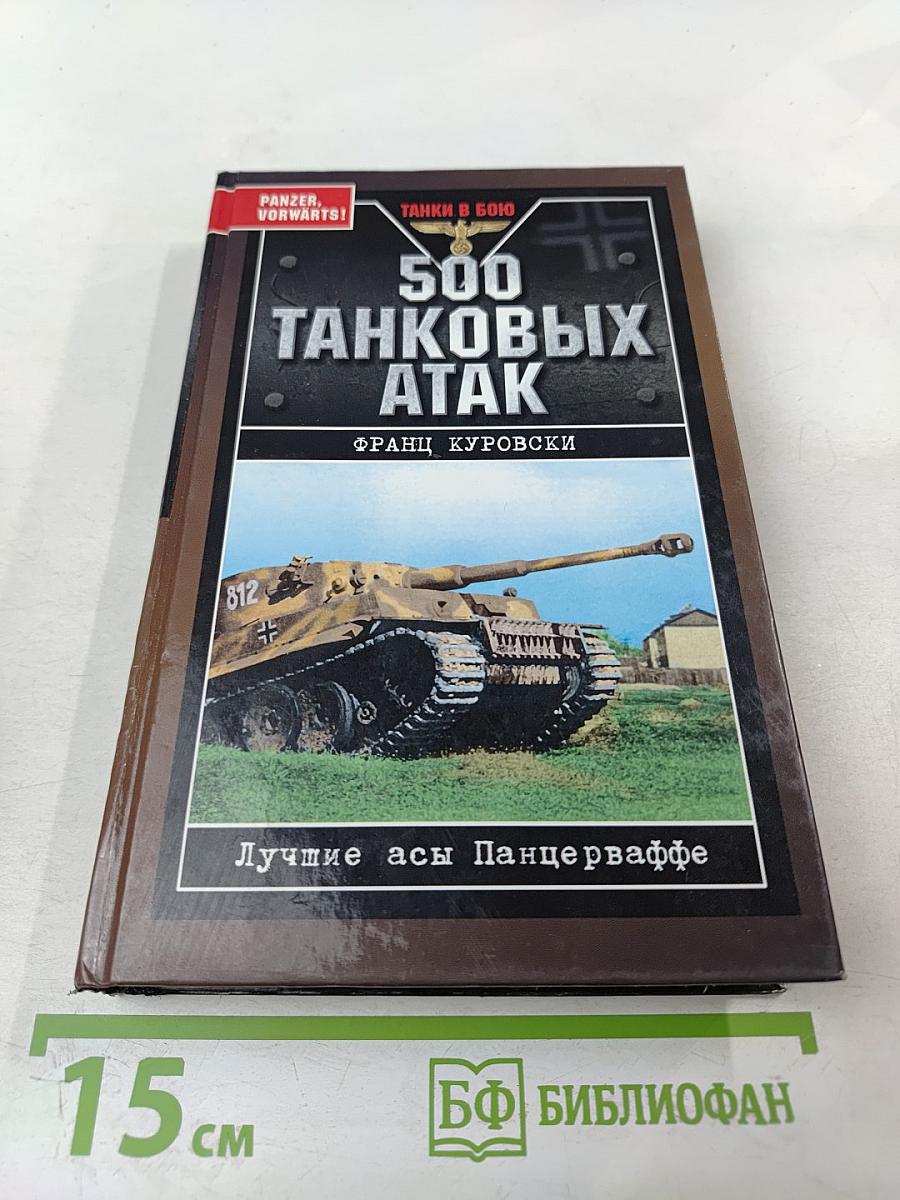 PANZER,
VORWÄRTS!
ТАНКИ В БОЮ
500
ТАНКОВЫХ
АТАК
ФРАНЦ КУРОВСКИ
812
Лучшие асы Панцерваффе
15 см
БФ БИБЛИОФАН